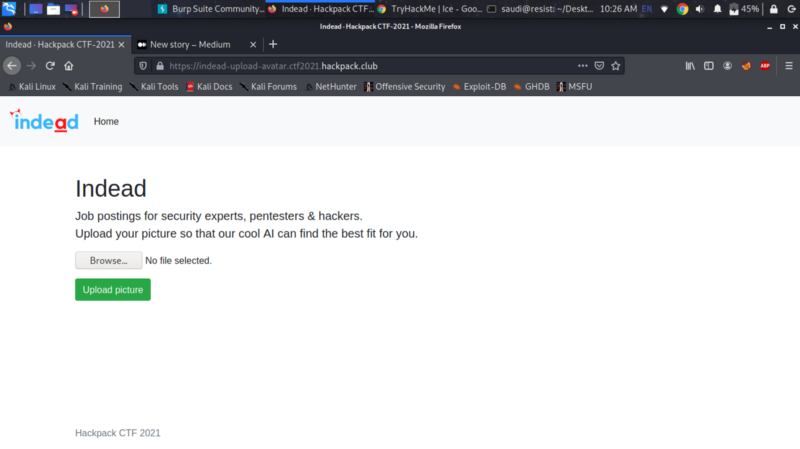 Burp Suite Community...
Indead · Hackpack CTF...
TryHackMe | Ice - Goo...
saudi@resist: ~/Deskt...
10:26 AM
EN
45%
Indead · Hackpack CTF-2021 - Mozilla Firefox
Indead · Hackpack CTF-2021
New story – Medium
https://indead-upload-avatar.ctf2021.hackpack.club
Kali Linux
Kali Training
Kali Tools
Kali Docs
Kali Forums
NetHunter
Offensive Security
Exploit-DB
GHDB
MSFU
ABP
indead
Home
Indead
Job postings for security experts, pentesters & hackers.
Upload your picture so that our cool AI can find the best fit for you.
Browse...
No file selected.
Upload picture
Hackpack CTF 2021